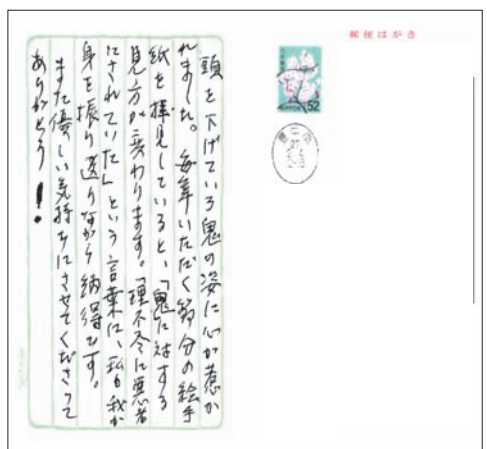 郵便はがき
NIPPON
52
頭を下げている鬼の姿に心が惹か
れました。毎年いただく節分の絵手
紙を拝見していると、「鬼に対する
見方が変わります。「理不尽に悪者
にされていた」という言葉に、私も我が
身を振り返りながら納得です。
また優しい気持ちにさせてくださって
ありがとう!